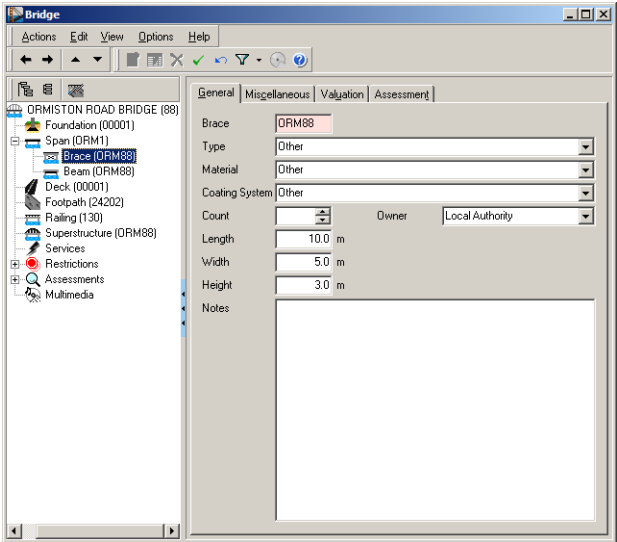 Bridge
Actions Edit View Options Help
ORMISTON ROAD BRIDGE (88)
Foundation (00001)
Span (ORM1)
Brace (ORM88)
Beam (ORM88)
Deck (00001)
Footpath (24202)
Railing (130)
Superstructure (ORM88)
Services
Restrictions
Assessments
Multimedia
General Miscellaneous Valuation Assessment
Brace ORM88
Type Other
Material Other
Coating System Other
Count Owner Local Authority
Length 10.0 m
Width 5.0 m
Height 3.0 m
Notes